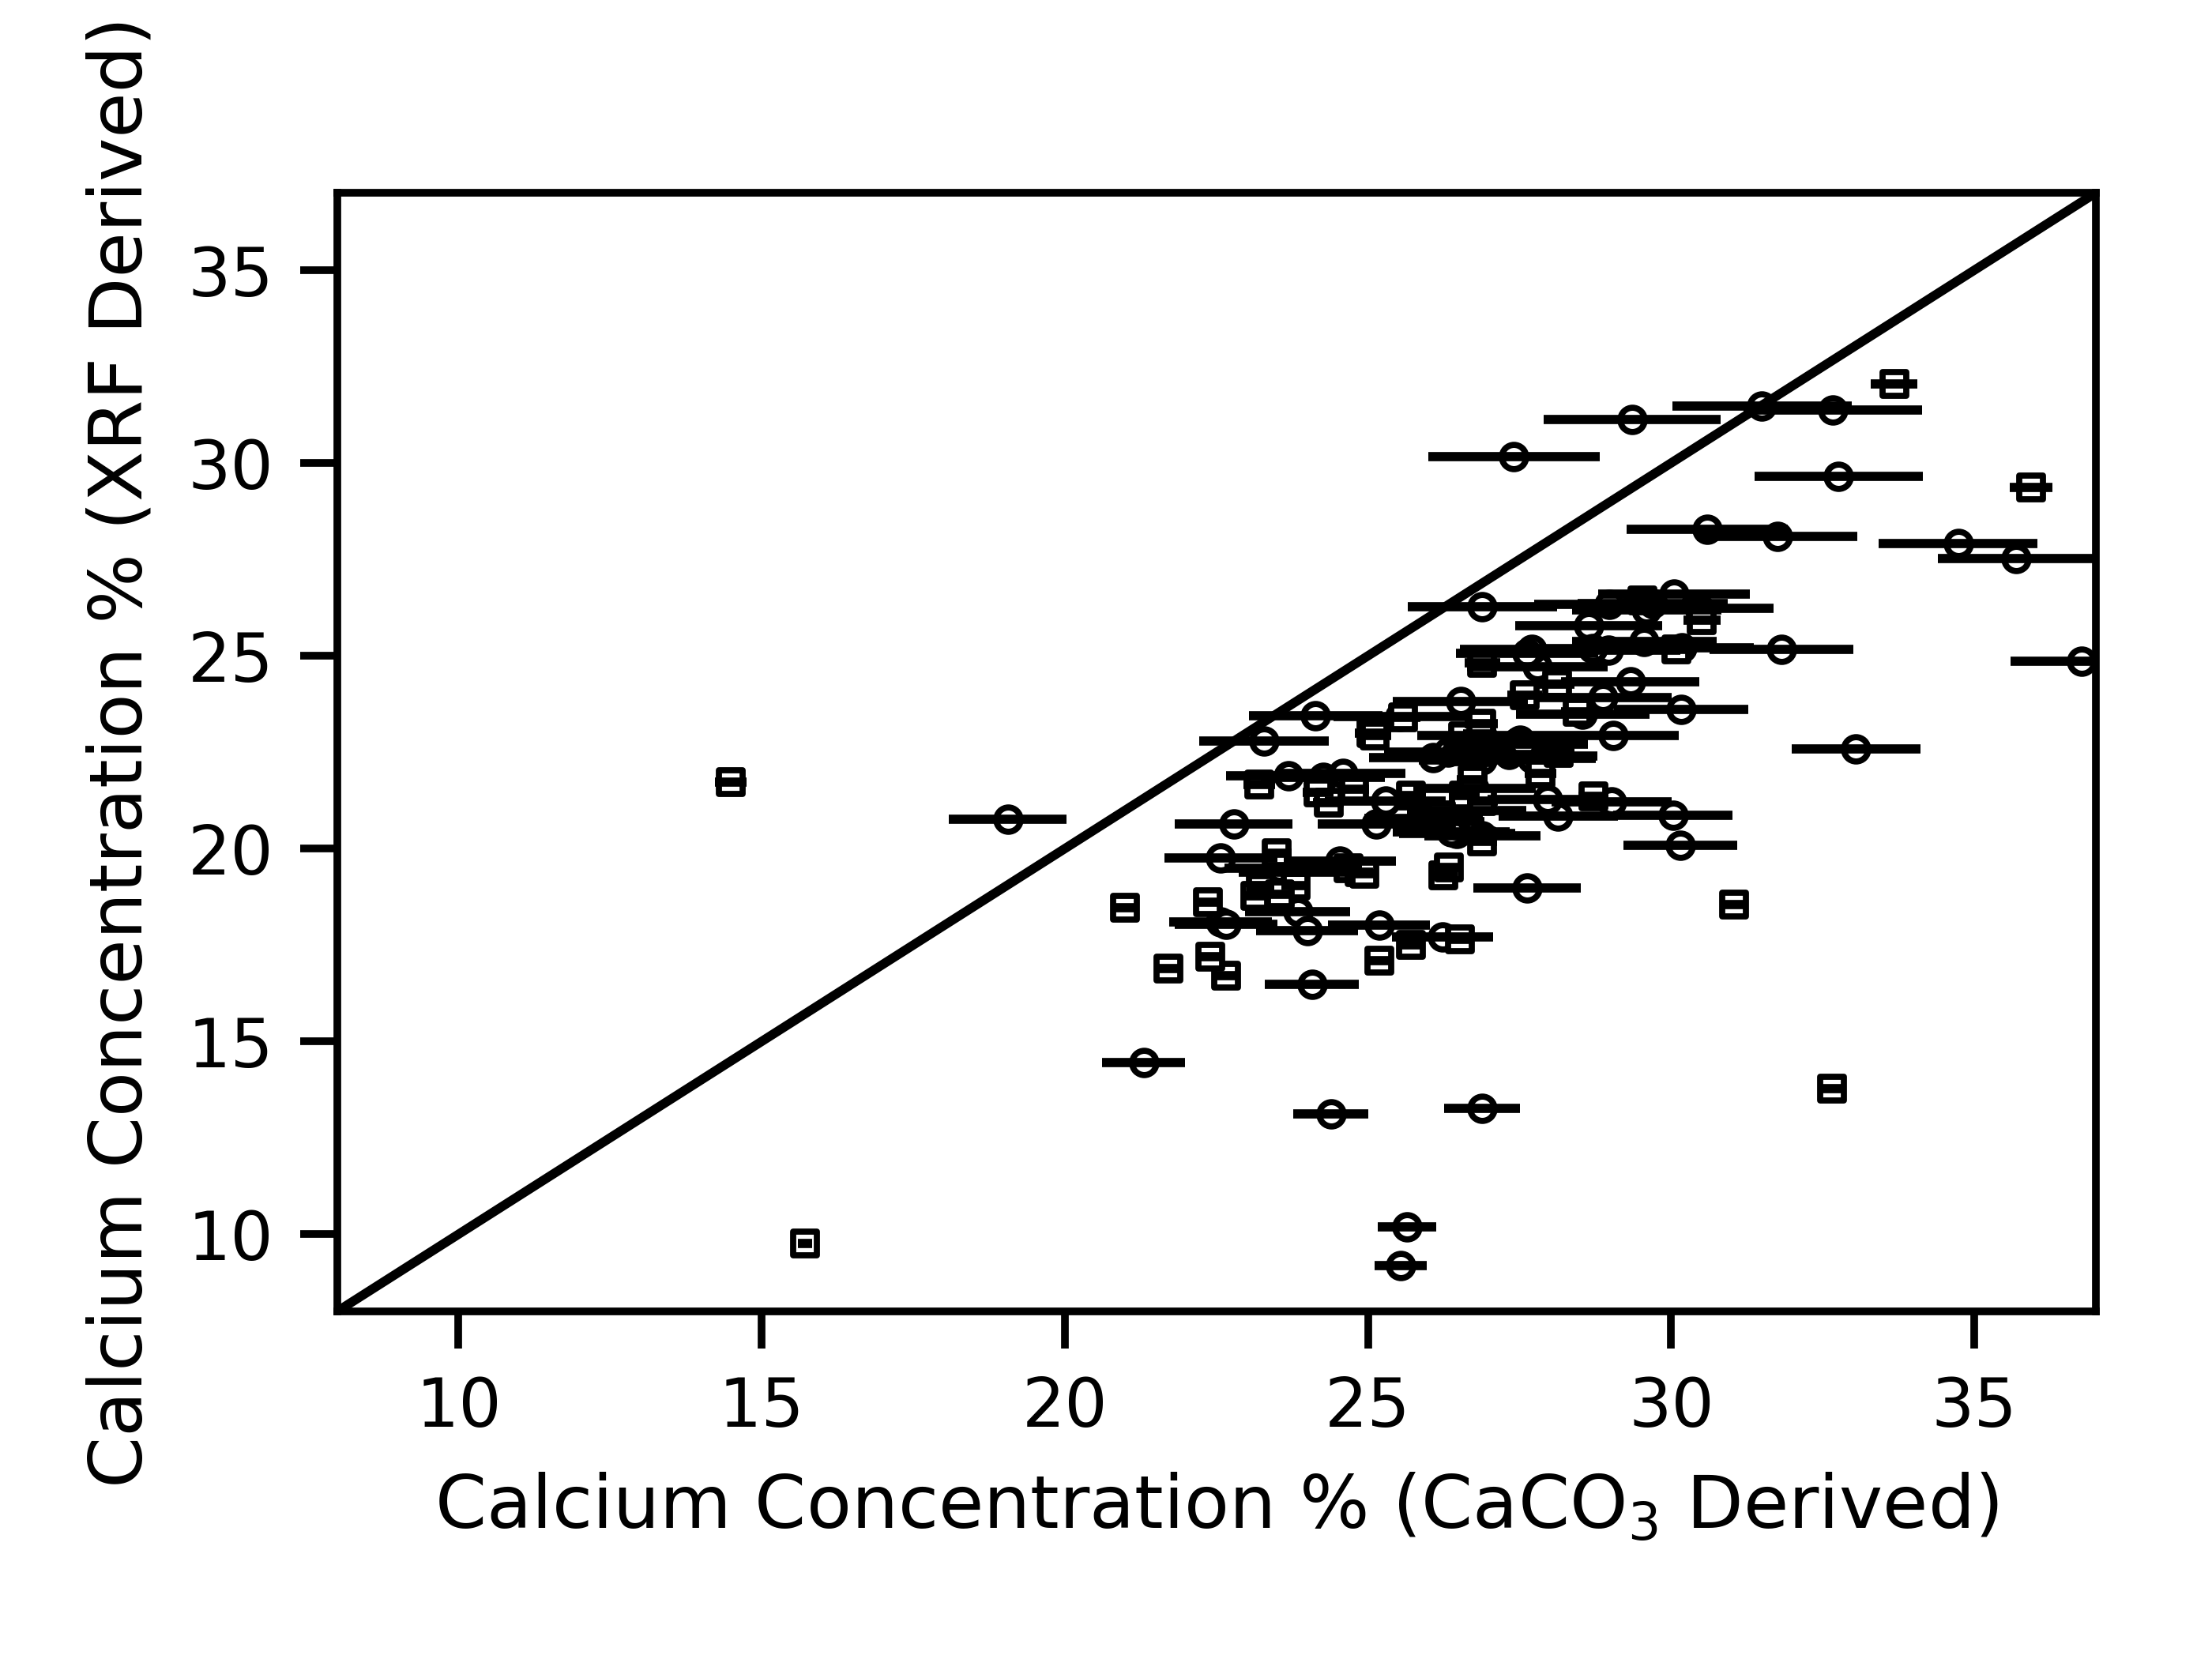 Calcium Concentration % (XRF Derived)
35
30
25
20
15
10
10 15 20 25 30 35
Calcium Concentration % (CaCO₃ Derived)